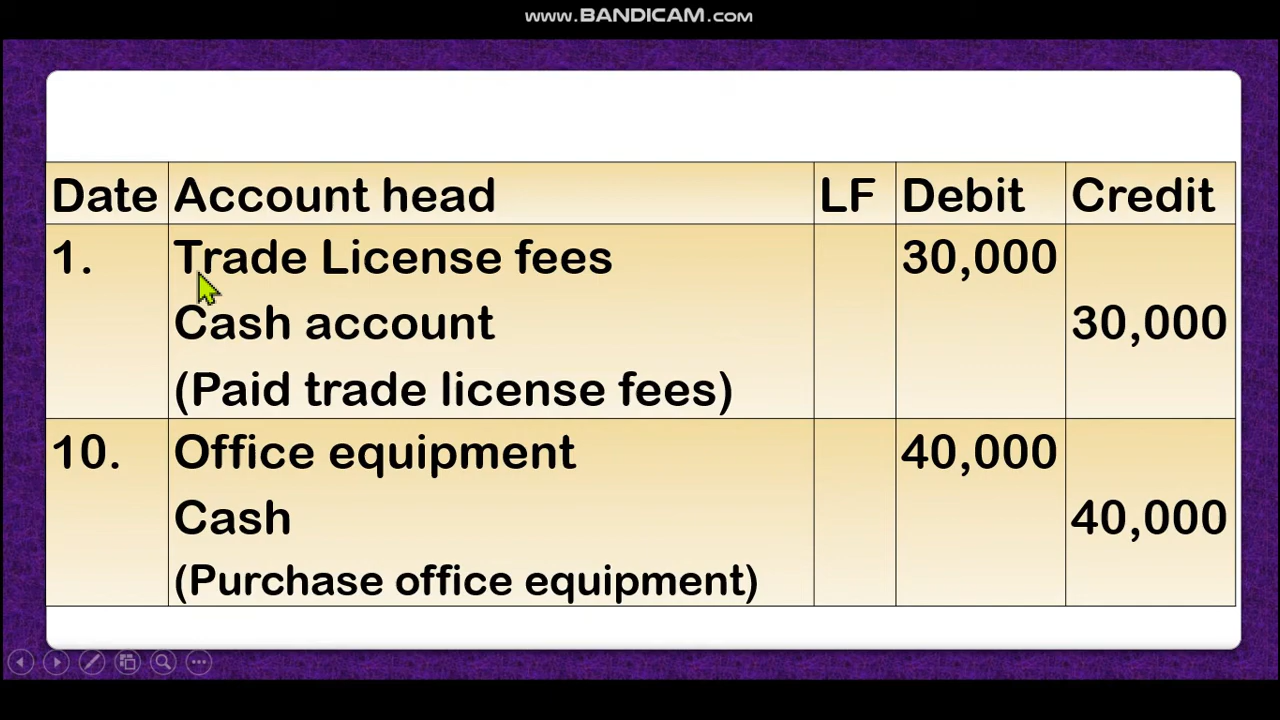 www.BANDICAM.com
Date Account head LF Debit Credit
1. Trade License fees 30,000
Cash account 30,000
(Paid trade license fees)
10. Office equipment 40,000
Cash 40,000
(Purchase office equipment)